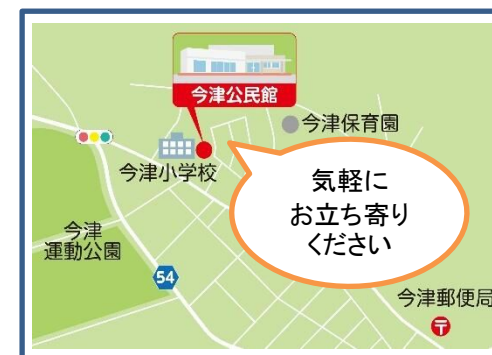 今津公民館
今津保育園
今津小学校
気軽に
お立ち寄り
ください
今津
運動公園
54
今津郵便局
〒